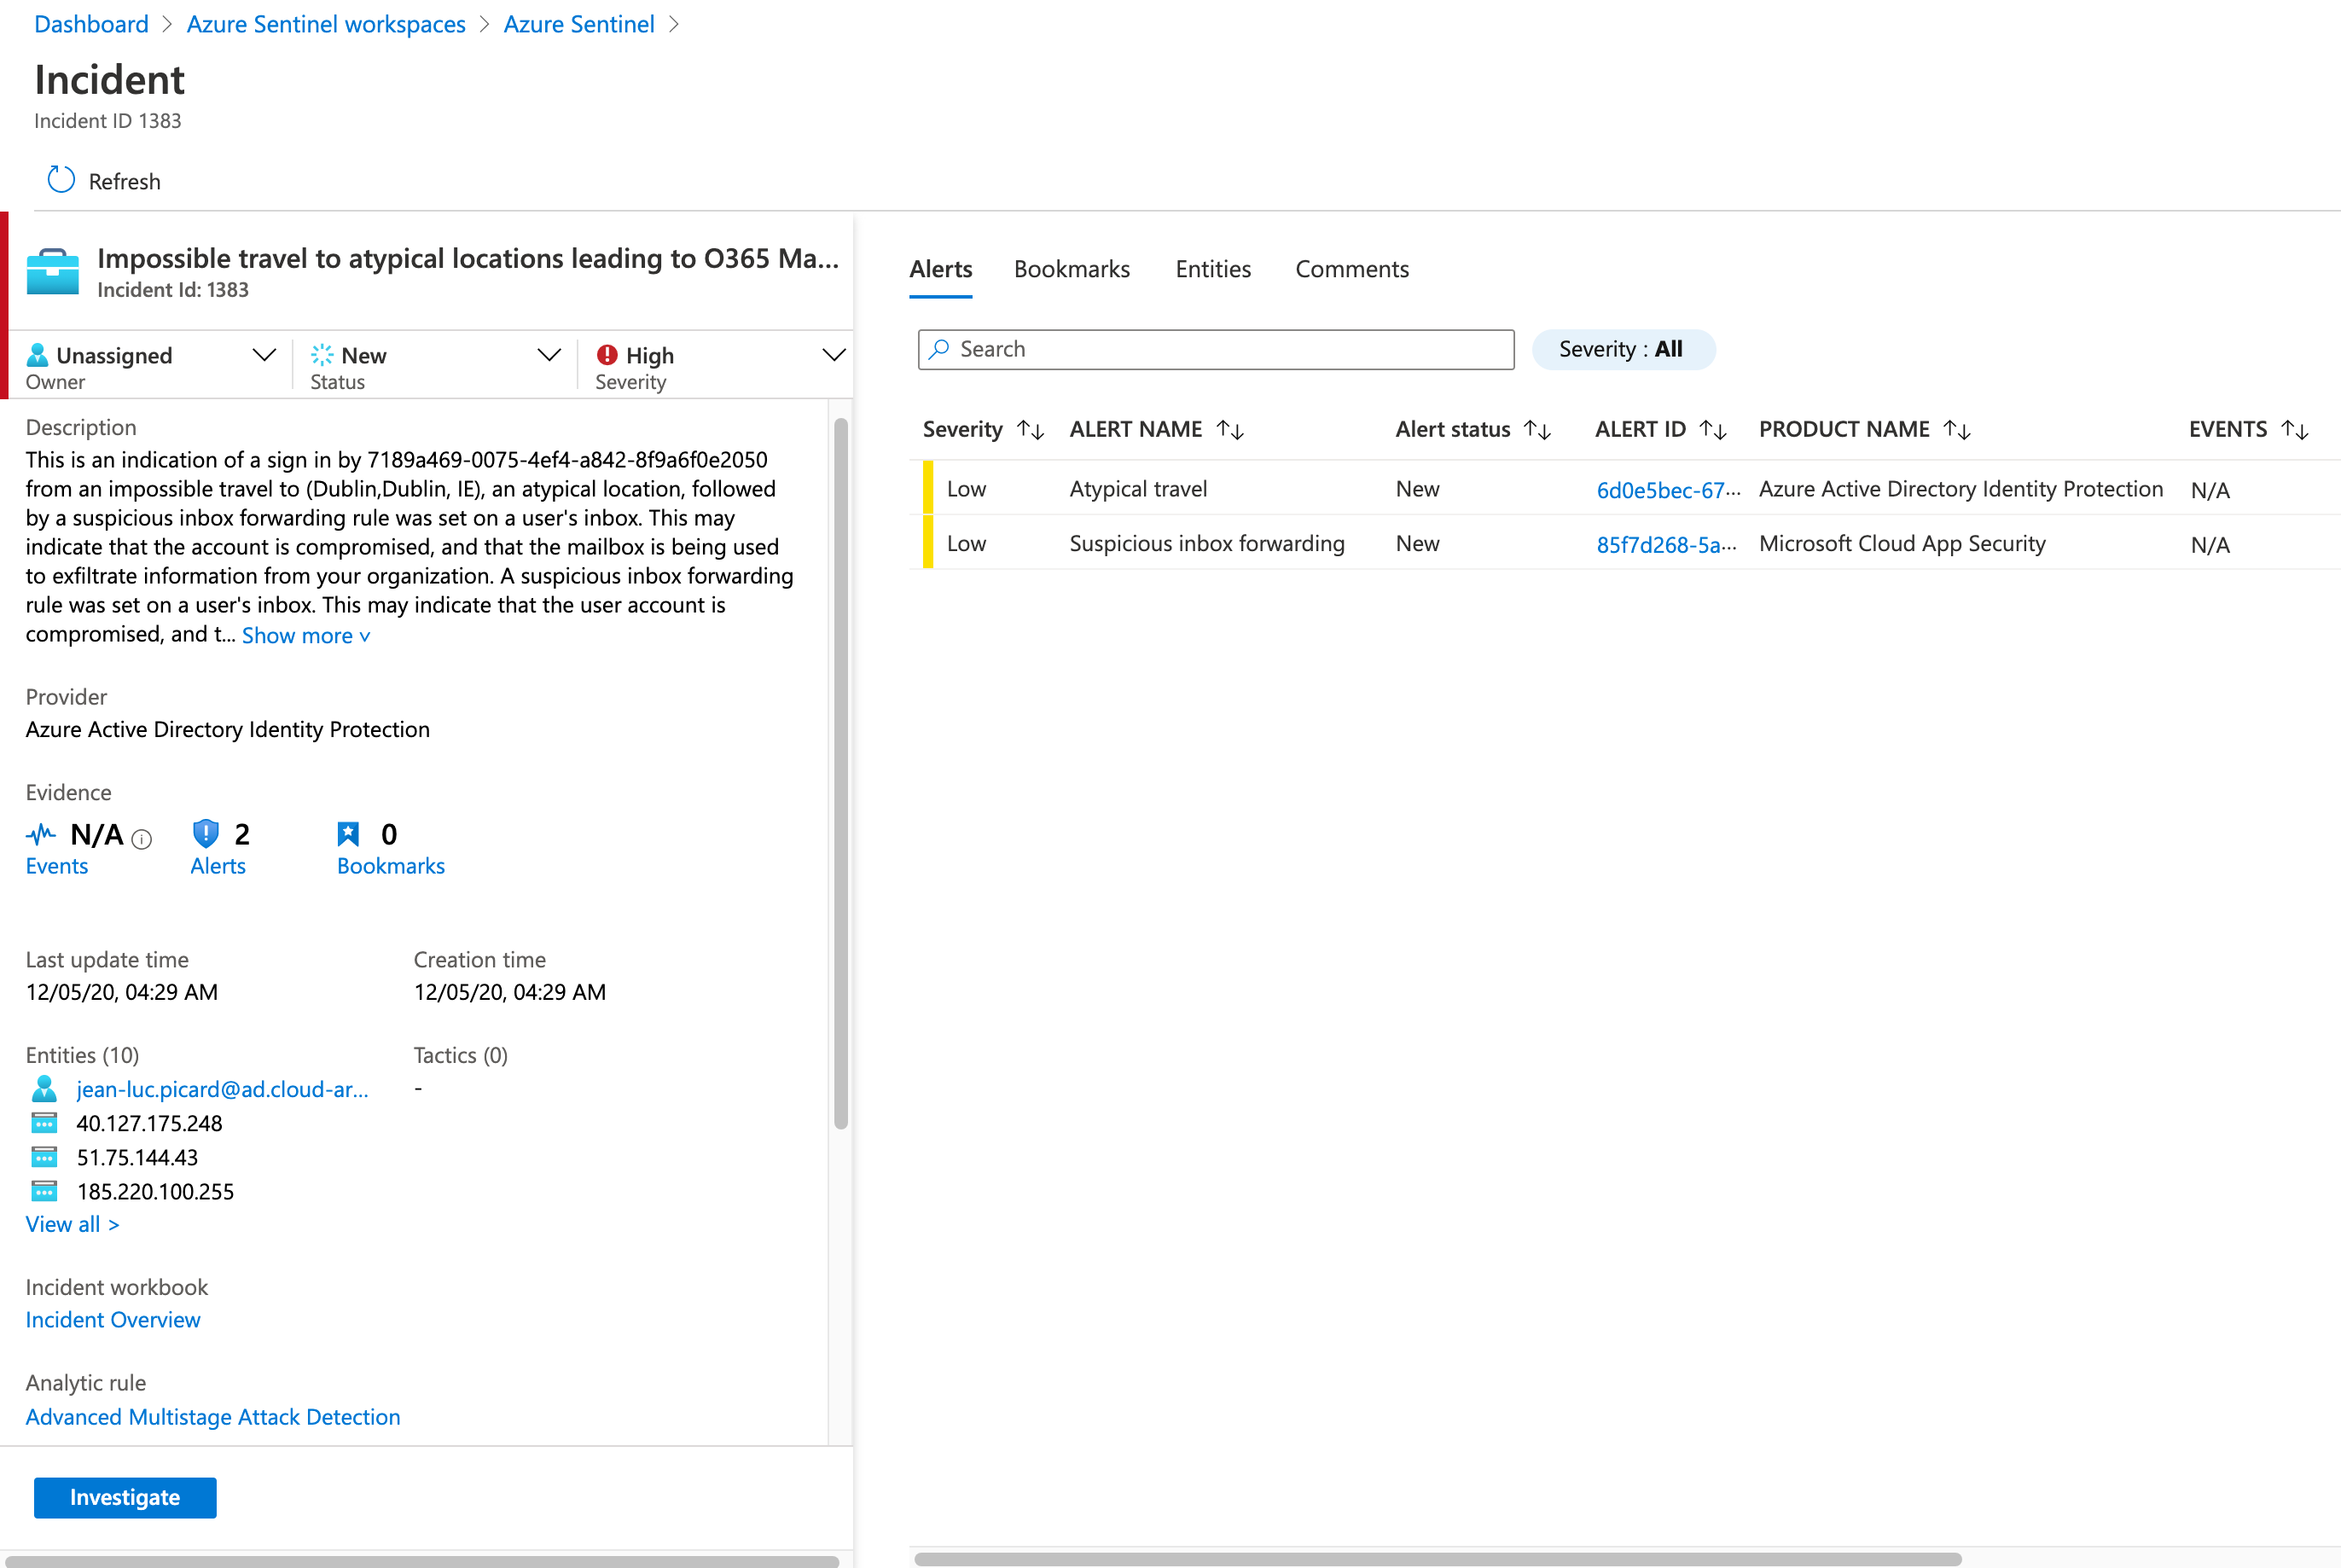 Dashboard > Azure Sentinel workspaces > Azure Sentinel >
Incident
Incident ID 1383
Refresh
Impossible travel to atypical locations leading to O365 Ma...
Incident Id: 1383
Unassigned
Owner
New
Status
High
Severity
Description
This is an indication of a sign in by 7189a469-0075-4ef4-a842-8f9a6f0e2050
from an impossible travel to (Dublin,Dublin, IE), an atypical location, followed
by a suspicious inbox forwarding rule was set on a user's inbox. This may
indicate that the account is compromised, and that the mailbox is being used
to exfiltrate information from your organization. A suspicious inbox forwarding
rule was set on a user's inbox. This may indicate that the user account is
compromised, and t... Show more v
Provider
Azure Active Directory Identity Protection
Evidence
N/A 2 0
Events Alerts Bookmarks
Last update time Creation time
12/05/20, 04:29 AM 12/05/20, 04:29 AM
Entities (10) Tactics (0)
jean-luc.picard@ad.cloud-ar... -
40.127.175.248
51.75.144.43
185.220.100.255
View all >
Incident workbook
Incident Overview
Analytic rule
Advanced Multistage Attack Detection
Investigate
Alerts Bookmarks Entities Comments
Search Severity : All
Severity ↑↓ ALERT NAME ↑↓ Alert status ↑↓ ALERT ID ↑↓ PRODUCT NAME ↑↓ EVENTS ↑↓
Low Atypical travel New 6d0e5bec-67... Azure Active Directory Identity Protection N/A
Low Suspicious inbox forwarding New 85f7d268-5a... Microsoft Cloud App Security N/A